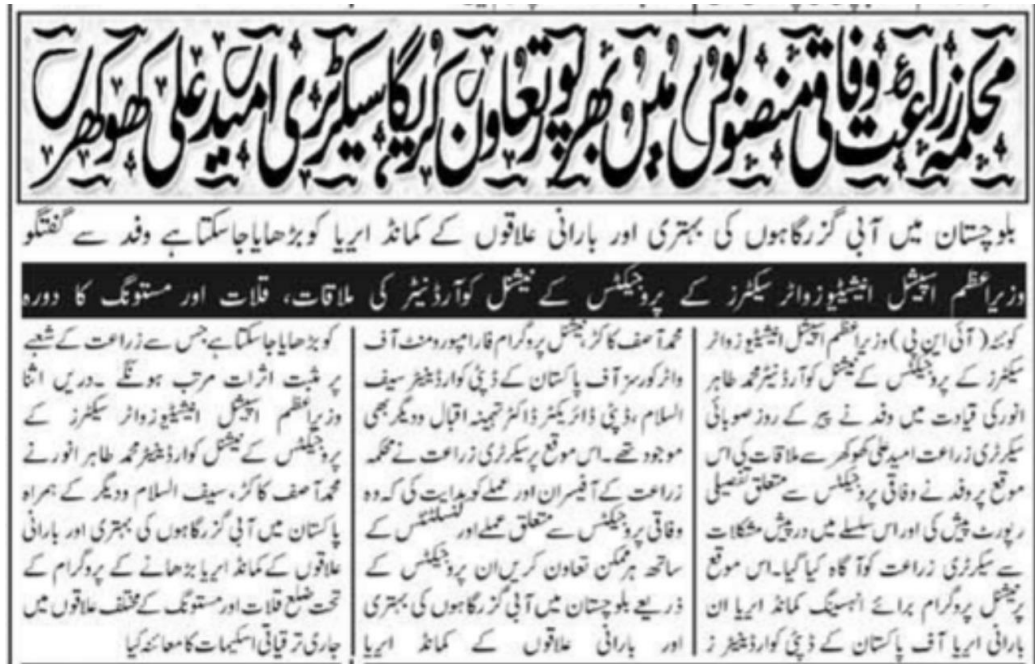 محکمہ زراعت وفاقی منصوبوں میں بھرپور تعاون کریگا سیکرٹری امید علی کھوکھر
بلوچستان میں آبی گزرگاہوں کی بہتری اور بارانی علاقوں کے کمانڈ ایریا کو بڑھایا جاسکتا ہے وفد سے گفتگو
وزیراعظم اسپیشل انیشیٹیوز واٹر سیکٹرز کے پروجیکٹس کے نیشنل کوآرڈنیٹر کی ملاقات، قلات اور مستونگ کا دورہ
کوئٹہ (آئی این پی) وزیراعظم اسپیشل انیشیٹیوز واٹر
سیکٹرز کے پروجیکٹس کے نیشنل کوآرڈنیٹر محمد طاہر
انور کی قیادت میں وفد نے پیر کے روز صوبائی
سیکرٹری زراعت امید علی کھوکھر سے ملاقات کی اس
موقع پر وفد نے وفاقی پروجیکٹس سے متعلق تفصیلی
رپورٹ پیش کی اور اس سلسلے میں درپیش مشکلات
سے سیکرٹری زراعت کو آگاہ کیا گیا۔ اس موقع
پر نیشنل پروگرام برائے انہسینگ کمانڈ ایریا ان
بارانی ایریا آف پاکستان کے ڈپٹی کوارڈینیٹر ز
محمد آصف کاکڑ، نیشنل پروگرام فار امپرومنٹ آف
واٹر کورسز آف پاکستان کے ڈپٹی کوارڈینیٹر سیف
السلام، ڈپٹی ڈائریکٹر ڈاکٹر تہمینہ اقبال ودیگر بھی
موجود تھے۔ اس موقع پر سیکرٹری زراعت نے محکمہ
زراعت کے آفیسران اور عملے کو ہدایت کی کہ وہ
وفاقی پروجیکٹس سے متعلق عملے اور کنسلٹنٹس کے
ساتھ ہر ممکن تعاون کریں ان پروجیکٹس کے
ذریعے بلوچستان میں آبی گزرگاہوں کی بہتری
اور بارانی علاقوں کے کمانڈ ایریا
کو بڑھایا جاسکتا ہے جس سے زراعت کے شعبے
پر مثبت اثرات مرتب ہونگے ۔ دریں اثنا
وزیراعظم اسپیشل انیشیٹیوز واٹر سیکٹرز کے
پروجیکٹس کے نیشنل کوارڈینیٹر محمد طاہر انور نے
محمد آصف کاکڑ، سیف السلام ودیگر کے ہمراہ
پاکستان میں آبی گزرگاہوں کی بہتری اور بارانی
علاقوں کے کمانڈ ایریا بڑھانے کے پروگرام کے
تحت ضلع قلات اور مستونگ کے مختلف علاقوں میں
جاری ترقیاتی اسکیمات کا معائنہ کیا